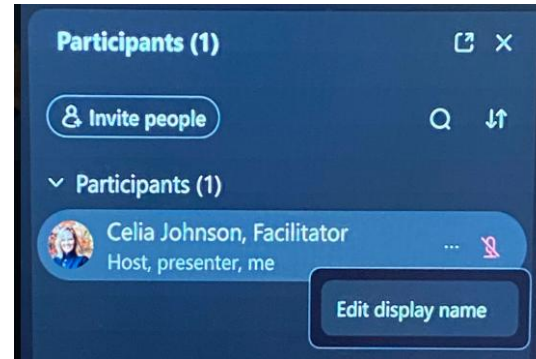 Participants (1)
Invite people
Participants (1)
Celia Johnson, Facilitator
Host, presenter, me
Edit display name